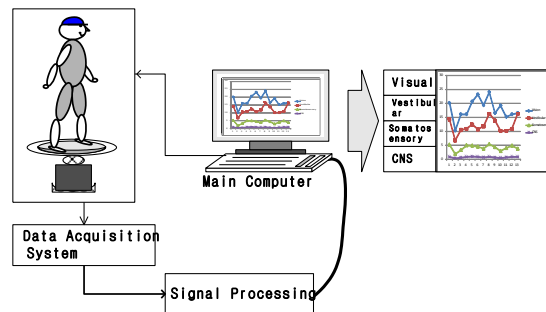 Visual
Vestibul
ar
Somatos
ensory
CNS
Main Computer
Data Acquisition
System
Signal Processing